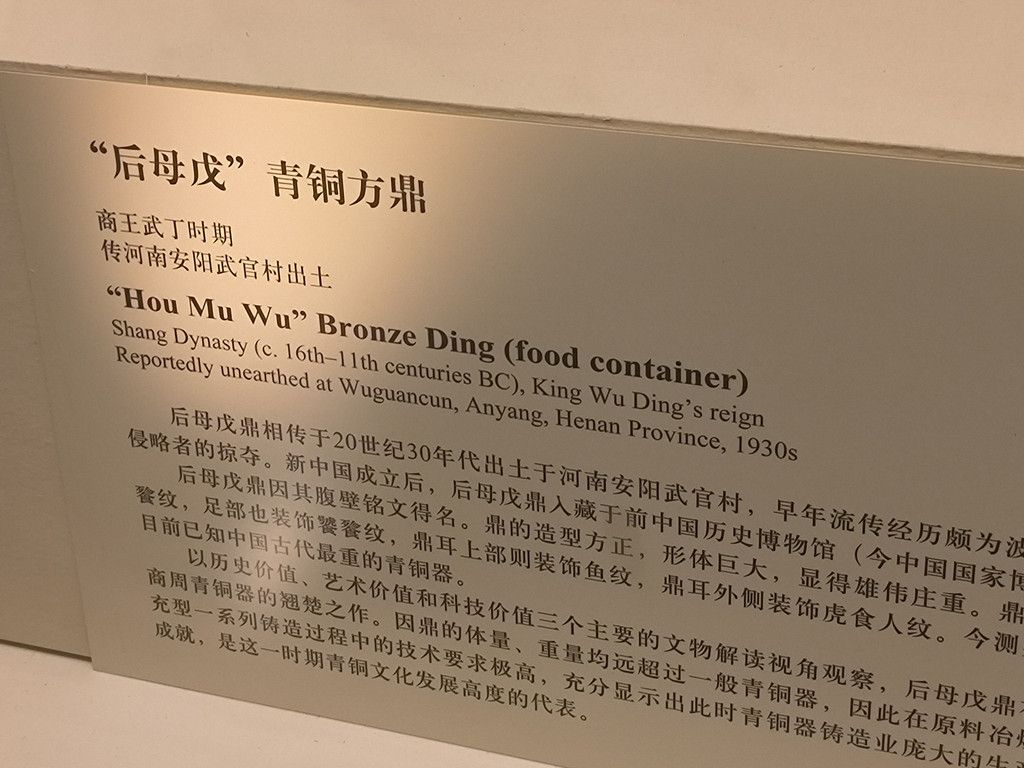 “后母戊”青铜方鼎
商王武丁时期
传河南安阳武官村出土
“Hou Mu Wu” Bronze Ding (food container)
Shang Dynasty (c. 16th–11th centuries BC), King Wu Ding’s reign
Reportedly unearthed at Wuguancun, Anyang, Henan Province, 1930s
后母戊鼎相传于20世纪30年代出土于河南安阳武官村，早年流传经历颇为波
侵略者的掠夺。新中国成立后，后母戊鼎入藏于前中国历史博物馆（今中国国家博
后母戊鼎因其腹壁铭文得名。鼎的造型方正，形体巨大，显得雄伟庄重。鼎
餮纹，足部也装饰饕餮纹，鼎耳上部则装饰鱼纹，鼎耳外侧装饰虎食人纹。今测
目前已知中国古代最重的青铜器。
以历史价值、艺术价值和科技价值三个主要的文物解读视角观察，后母戊鼎
商周青铜器的翘楚之作。因鼎的体量、重量均远超过一般青铜器，因此在原料冶
充型一系列铸造过程中的技术要求极高，充分显示出此时青铜器铸造业庞大的生
成就，是这一时期青铜文化发展高度的代表。